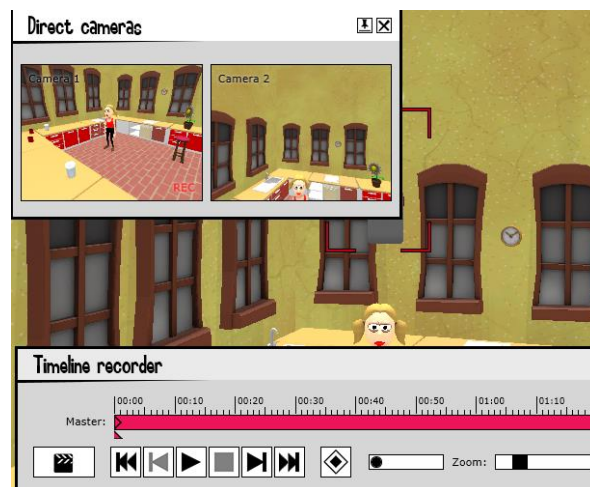 Direct cameras
Camera 1
Camera 2
REC
Timeline recorder
00:00 00:10 00:20 00:30 00:40 00:50 01:00 01:10
Master:
Zoom: